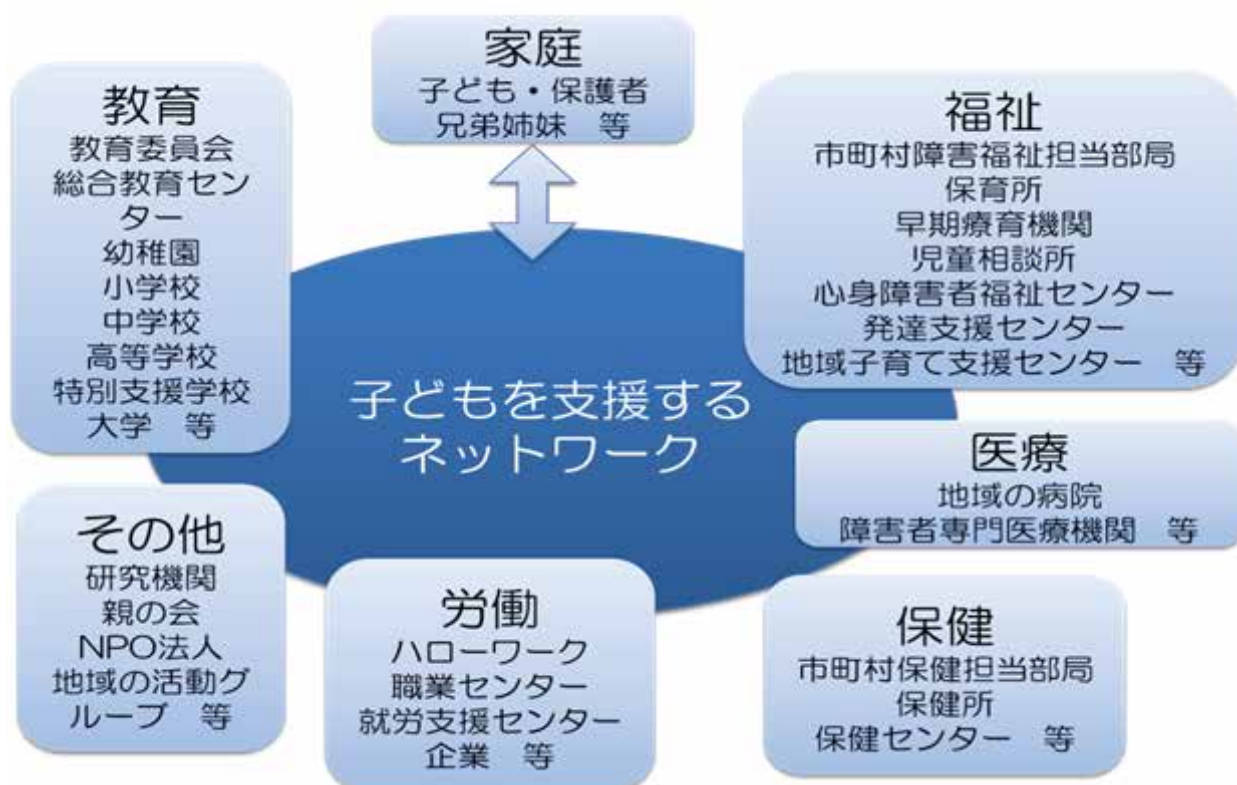 家庭
子ども・保護者
兄弟姉妹　等
教育
教育委員会
総合教育セン
ター
幼稚園
小学校
中学校
高等学校
特別支援学校
大学　等
福祉
市町村障害福祉担当部局
保育所
早期療育機関
児童相談所
心身障害者福祉センター
発達支援センター
地域子育て支援センター　等
子どもを支援する
ネットワーク
医療
地域の病院
障害者専門医療機関　等
その他
研究機関
親の会
NPO法人
地域の活動グ
ループ　等
労働
ハローワーク
職業センター
就労支援センター
企業　等
保健
市町村保健担当部局
保健所
保健センター　等